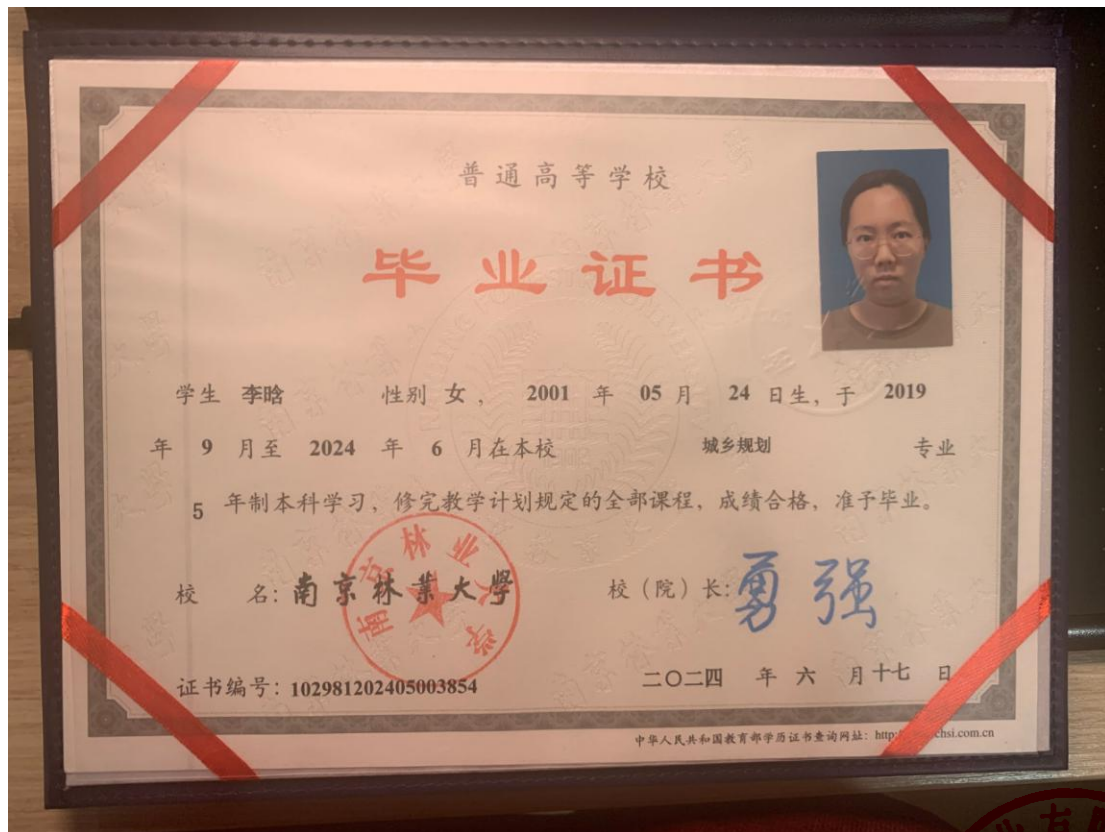 普通高等学校
毕业证书
学生 李晗 性别 女， 2001 年 05 月 24 日生，于 2019
年 9 月至 2024 年 6 月在本校 城乡规划 专业
5 年制本科学习，修完教学计划规定的全部课程，成绩合格，准予毕业。
校 名：南京林業大學 校（院）长：勇强
南京林业大学
证书编号：102981202405003854 二〇二四 年 六 月 十七 日
中华人民共和国教育部学历证书查询网址：http:// chsi.com.cn